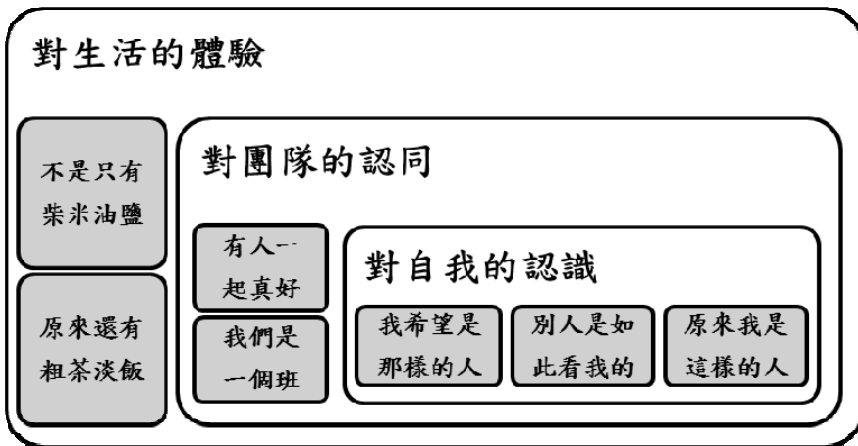 對生活的體驗
不是只有
柴米油鹽
原來還有
粗茶淡飯
對團隊的認同
有人一
起真好
我們是
一個班
對自我的認識
我希望是
那樣的人
別人是如
此看我的
原來我是
這樣的人